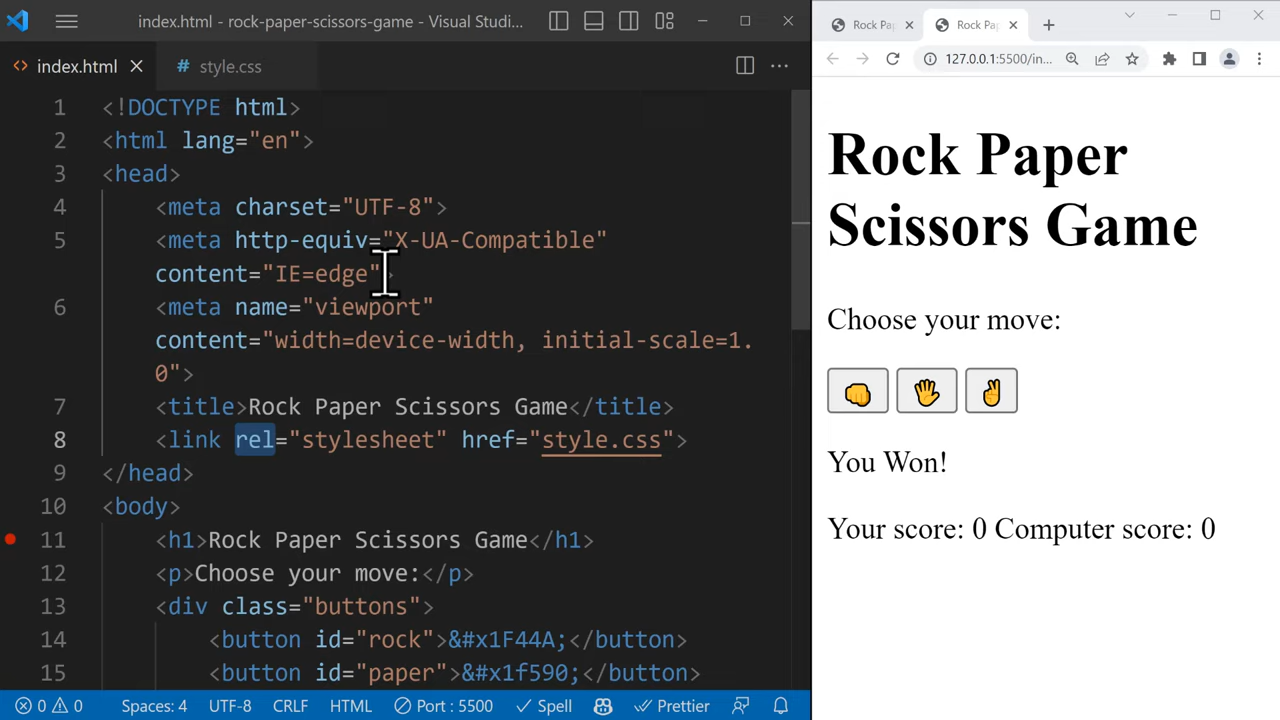 index.html - rock-paper-scissors-game - Visual Studi...
index.html
# style.css
1 <!DOCTYPE html>
2 <html lang="en">
3 <head>
4 <meta charset="UTF-8">
5 <meta http-equiv="X-UA-Compatible"
content="IE=edge">
6 <meta name="viewport"
content="width=device-width, initial-scale=1.
0">
7 <title>Rock Paper Scissors Game</title>
8 <link rel="stylesheet" href="style.css">
9 </head>
10 <body>
11 <h1>Rock Paper Scissors Game</h1>
12 <p>Choose your move:</p>
13 <div class="buttons">
14 <button id="rock">&#x1F44A;</button>
15 <button id="paper">&#x1f590;</button>
0 0 Spaces: 4 UTF-8 CRLF HTML Port : 5500 Spell Prettier
Rock Pa
Rock Pa
127.0.0.1:5500/in...
Rock Paper
Scissors Game
Choose your move:
You Won!
Your score: 0 Computer score: 0